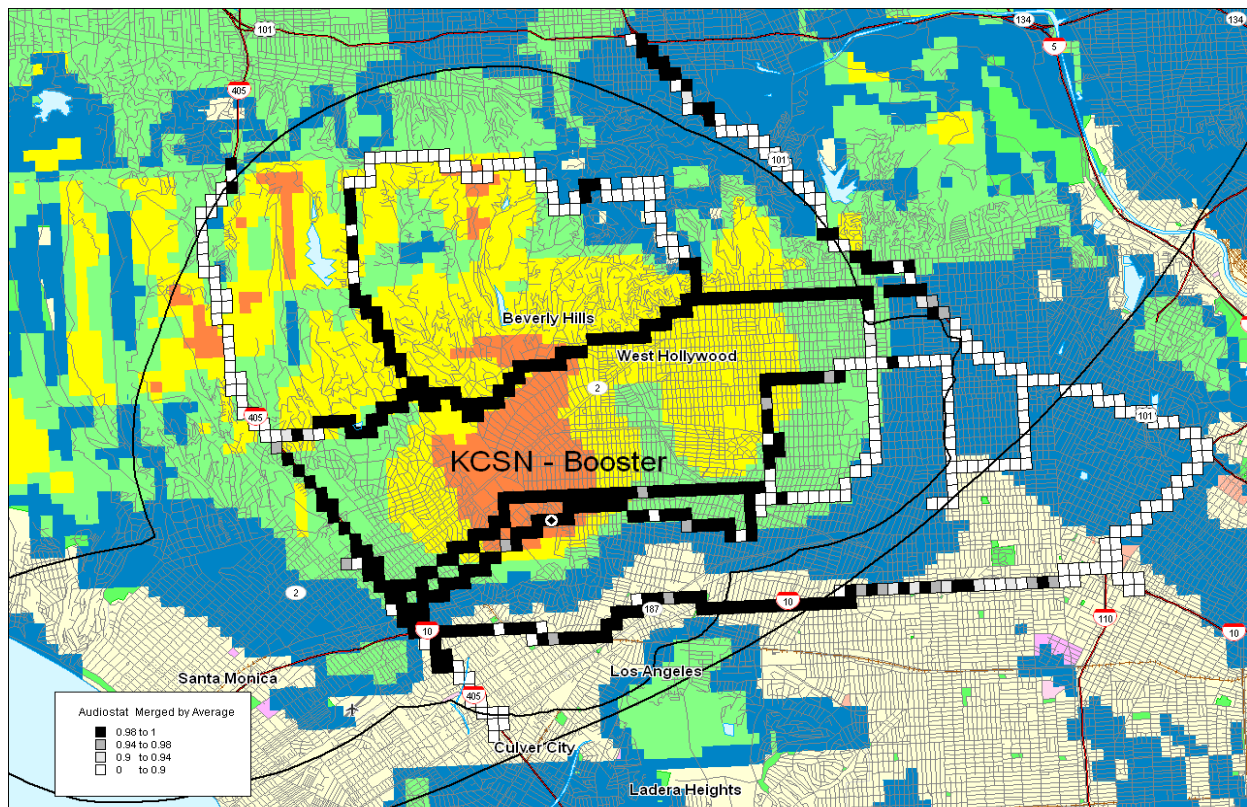 101
134
134
5
405
101
Beverly Hills
West Hollywood
2
405
101
KCSN - Booster
2
187
10
10
110
10
Los Angeles
Santa Monica
405
Culver City
Ladera Heights
Audiostat Merged by Average
0.98 to 1
0.94 to 0.98
0.9 to 0.94
0 to 0.9